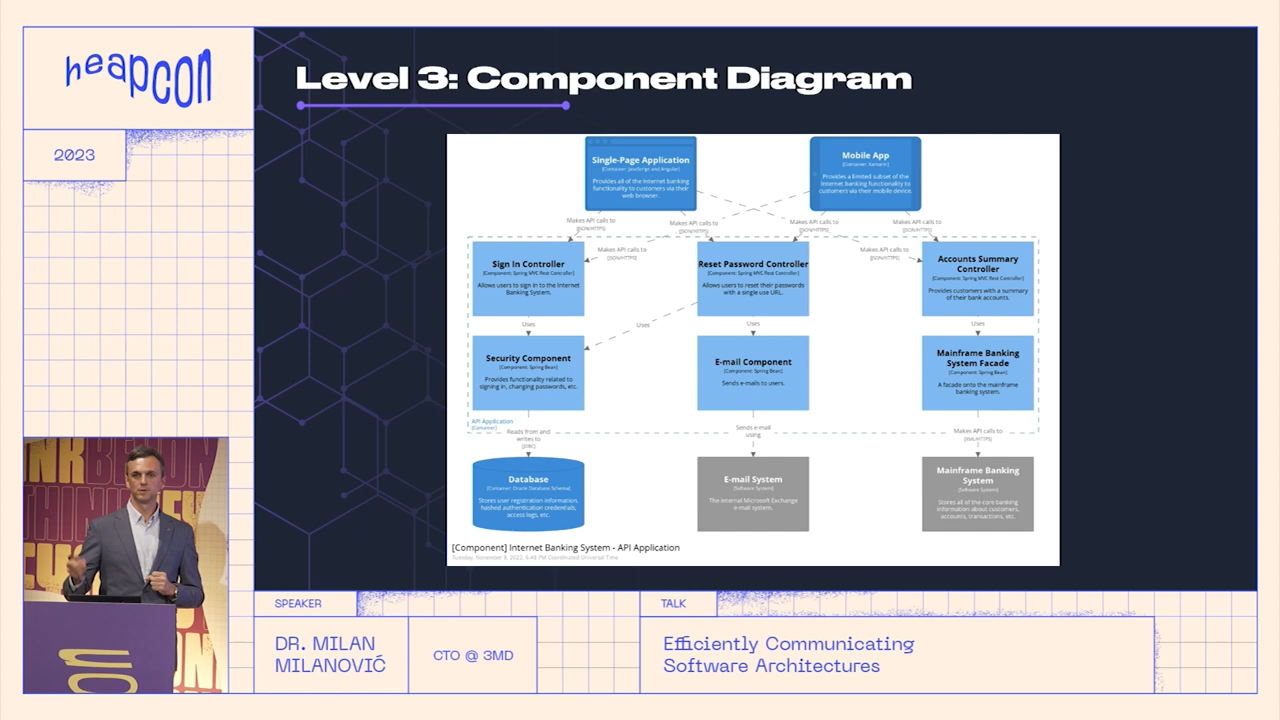 heapcon
2023
Level 3: Component Diagram
Single-Page Application
[Container: JavaScript and Angular]
Provides all of the Internet banking
functionality to customers via their
web browser.
Mobile App
[Container: Xamarin]
Provides a limited subset of the
Internet banking functionality to
customers via their mobile device.
Makes API calls to
[JSON/HTTPS]
Makes API calls to
[JSON/HTTPS]
Makes API calls to
[JSON/HTTPS]
Makes API calls to
[JSON/HTTPS]
Makes API calls to
[JSON/HTTPS]
Makes API calls to
[JSON/HTTPS]
Sign In Controller
[Component: Spring MVC Rest Controller]
Allows users to sign in to the Internet
Banking System.
Reset Password Controller
[Component: Spring MVC Rest Controller]
Allows users to reset their passwords
with a single use URL.
Accounts Summary
Controller
[Component: Spring MVC Rest Controller]
Provides customers with a summary
of their bank accounts.
Uses
Uses
Uses
Uses
Security Component
[Component: Spring Bean]
Provides functionality related to
signing in, changing passwords, etc.
E-mail Component
[Component: Spring Bean]
Sends e-mails to users.
Mainframe Banking
System Facade
[Component: Spring Bean]
A facade onto the mainframe
banking system.
API Application
[Container]
Reads from and
writes to
[JDBC]
Sends e-mail
using
Makes API calls to
[XML/HTTPS]
Database
[Container: Oracle Database Schema]
Stores user registration information,
hashed authentication credentials,
access logs, etc.
E-mail System
[Software System]
The internal Microsoft Exchange
e-mail system.
Mainframe Banking
System
[Software System]
Stores all of the core banking
information about customers,
accounts, transactions, etc.
[Component] Internet Banking System - API Application
Tuesday, November 8, 2022, 6:48 PM Coordinated Universal Time
SPEAKER
DR. MILAN
MILANOVIĆ
CTO @ 3MD
TALK
Efficiently Communicating
Software Architectures